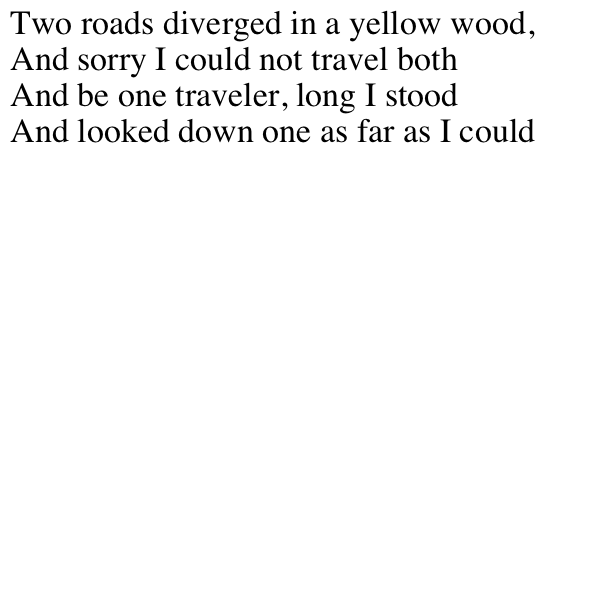 Two roads diverged in a yellow wood,
And sorry I could not travel both
And be one traveler, long I stood
And looked down one as far as I could